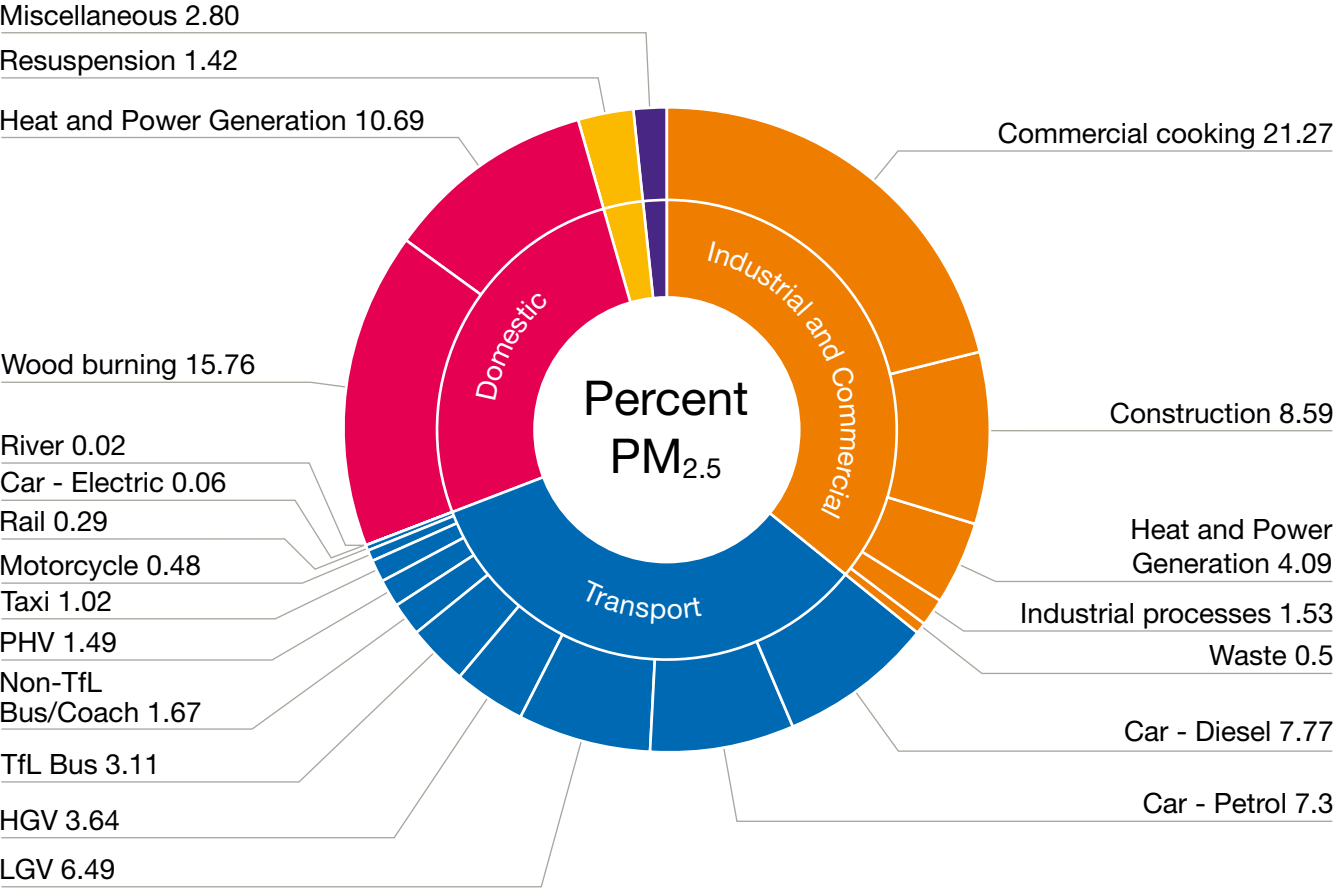 Miscellaneous 2.80
Resuspension 1.42
Heat and Power Generation 10.69
Commercial cooking 21.27
Industrial and Commercial
Domestic
Wood burning 15.76
Percent
PM2.5
Construction 8.59
River 0.02
Car - Electric 0.06
Rail 0.29
Motorcycle 0.48
Taxi 1.02
PHV 1.49
Non-TfL
Bus/Coach 1.67
TfL Bus 3.11
HGV 3.64
LGV 6.49
Transport
Heat and Power
Generation 4.09
Industrial processes 1.53
Waste 0.5
Car - Diesel 7.77
Car - Petrol 7.3